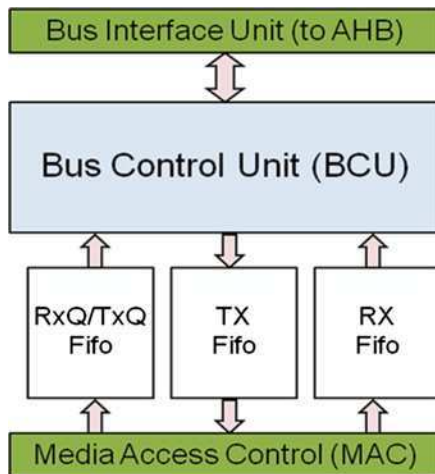 Bus Interface Unit (to AHB)
Bus Control Unit (BCU)
RxQ/TxQ
Fifo
TX
Fifo
RX
Fifo
Media Access Control (MAC)